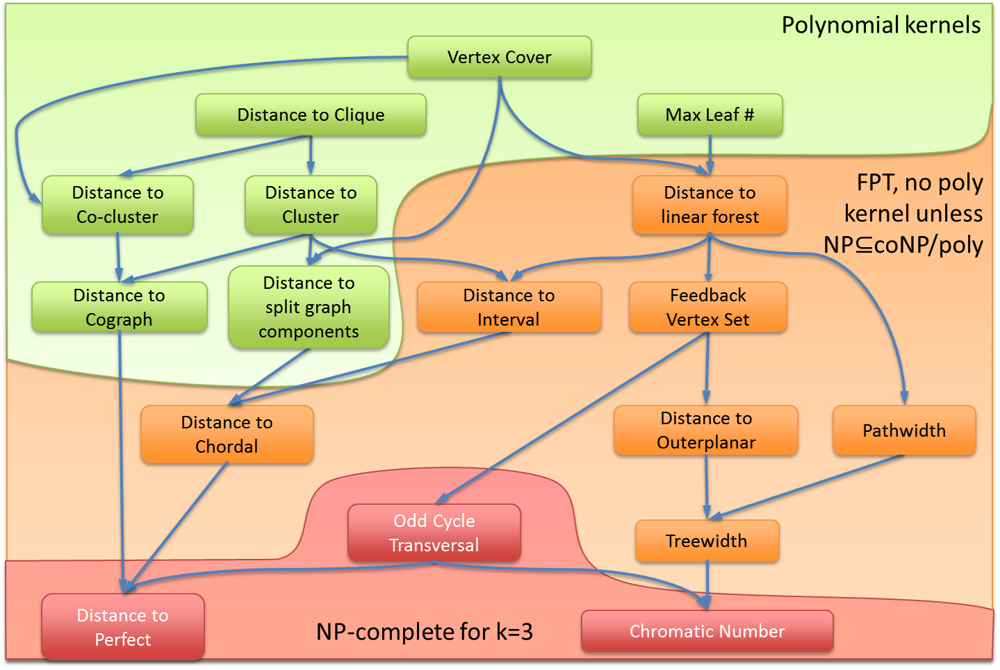 Polynomial kernels
Vertex Cover
Distance to Clique
Max Leaf #
Distance to
Co-cluster
Distance to
Cluster
Distance to
linear forest
FPT, no poly
kernel unless
NP⊆coNP/poly
Distance to
Cograph
Distance to
split graph
components
Distance to
Interval
Feedback
Vertex Set
Distance to
Chordal
Distance to
Outerplanar
Pathwidth
Odd Cycle
Transversal
Treewidth
Distance to
Perfect
NP-complete for k=3
Chromatic Number